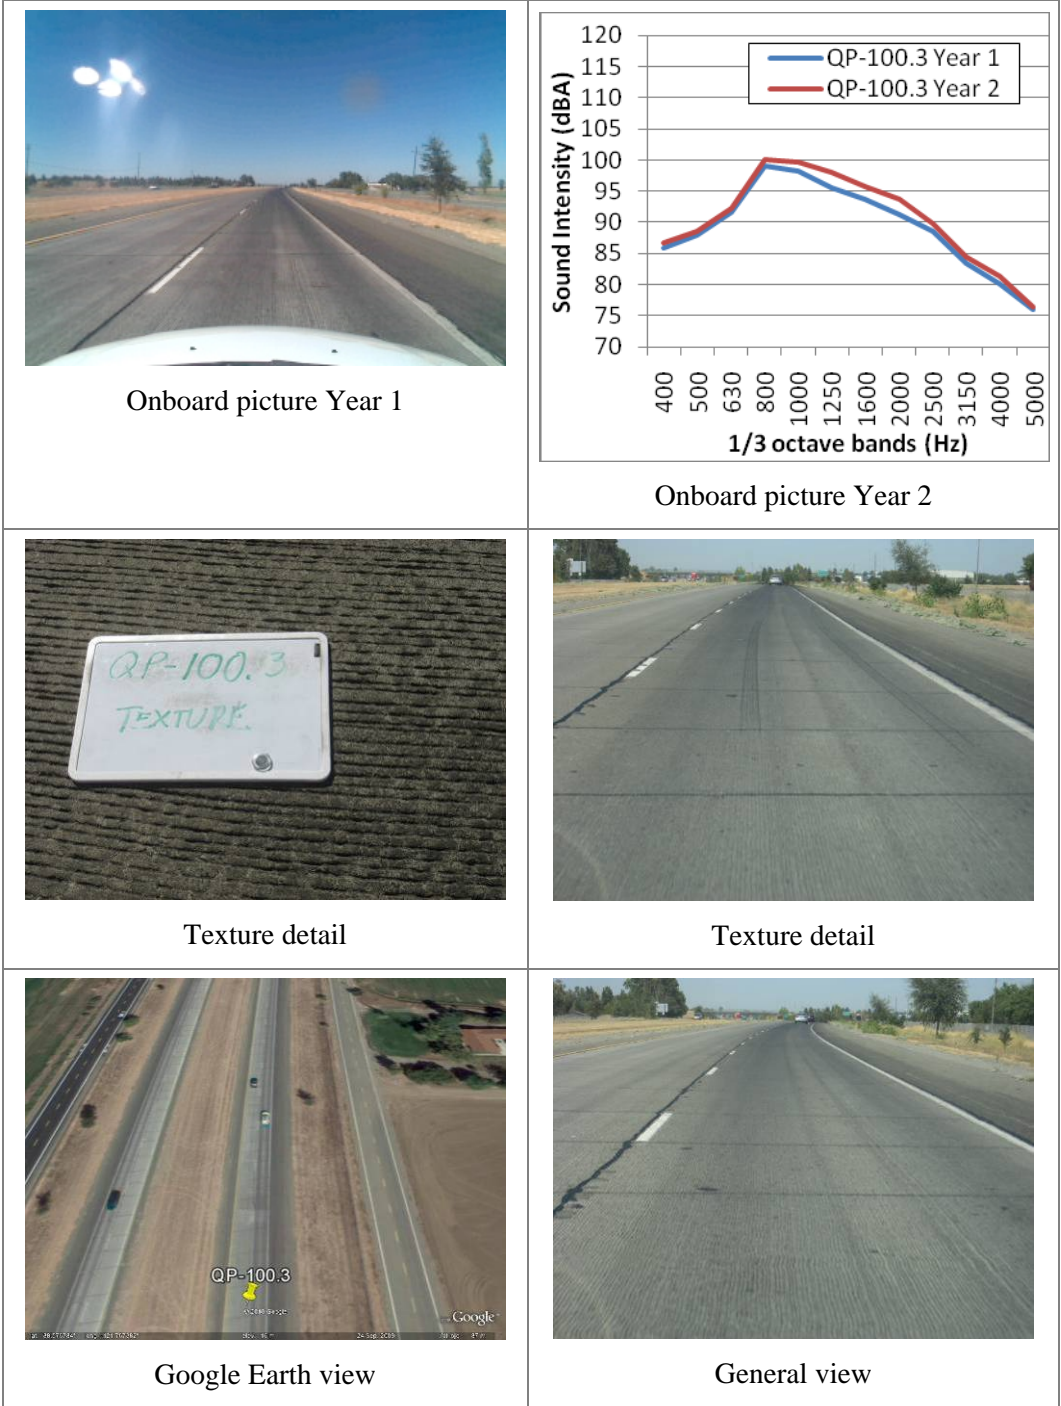 120
115
110
105
100
95
90
85
80
75
70
Sound Intensity (dBA)
QP-100.3 Year 1
QP-100.3 Year 2
400
500
630
800
1000
1250
1600
2000
2500
3150
4000
5000
1/3 octave bands (Hz)
Onboard picture Year 1
Onboard picture Year 2
QP-100.3
TEXTURE.
Texture detail
Texture detail
QP-100.3
Google
24 Sep, 2009
Google Earth view
General view